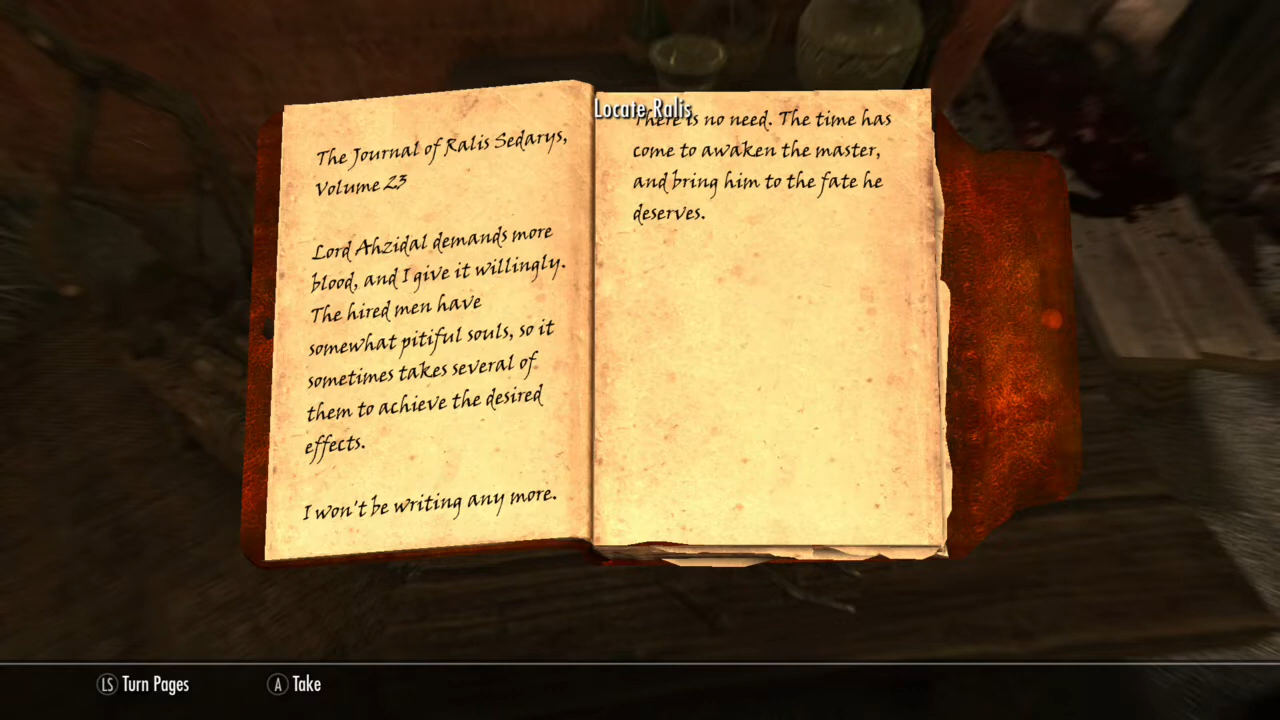 The Journal of Ralis Sedarys,
Volume 23
Lord Ahzidal demands more
blood, and I give it willingly.
The hired men have
somewhat pitiful souls, so it
sometimes takes several of
them to achieve the desired
effects.
I won't be writing any more.
Locate Ralis
There is no need. The time has
come to awaken the master,
and bring him to the fate he
deserves.
LS Turn Pages
A Take